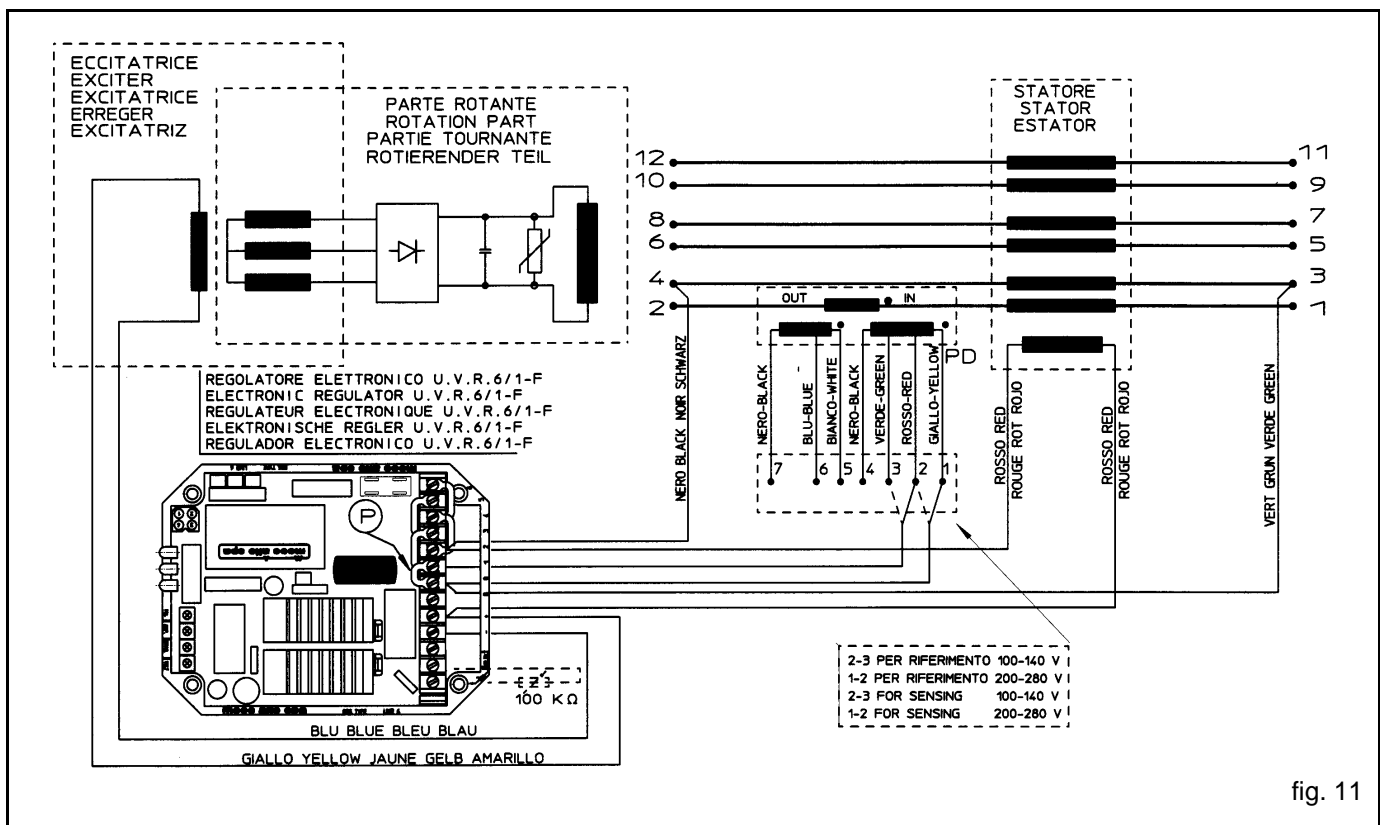 ECCITATRICE
EXCITER
EXCITATRICE
ERREGER
EXCITATRIZ
PARTE ROTANTE
ROTATION PART
PARTIE TOURNANTE
ROTIERENDER TEIL
STATORE
STATOR
ESTATOR
12
11
10
9
8
7
6
5
4
3
2
1
OUT
IN
PD
NERO BLACK NOIR SCHWARZ
NERO-BLACK
BLU-BLUE
BIANCO-WHITE
NERO-BLACK
VERDE-GREEN
ROSSO-RED
GIALLO-YELLOW
7 6 5 4 3 2 1
ROSSO RED
ROUGE ROT ROJO
ROSSO RED
ROUGE ROT ROJO
VERT GRUN VERDE GREEN
REGOLATORE ELETTRONICO U.V.R.6/1-F
ELECTRONIC REGULATOR U.V.R.6/1-F
REGULATEUR ELECTRONIQUE U.V.R.6/1-F
ELEKTRONISCHE REGLER U.V.R.6/1-F
REGULADOR ELECTRONICO U.V.R.6/1-F
P
mecc alte spa
100 KΩ
2-3 PER RIFERIMENTO 100-140 V
1-2 PER RIFERIMENTO 200-280 V
2-3 FOR SENSING 100-140 V
1-2 FOR SENSING 200-280 V
BLU BLUE BLEU BLAU
GIALLO YELLOW JAUNE GELB AMARILLO
fig. 11